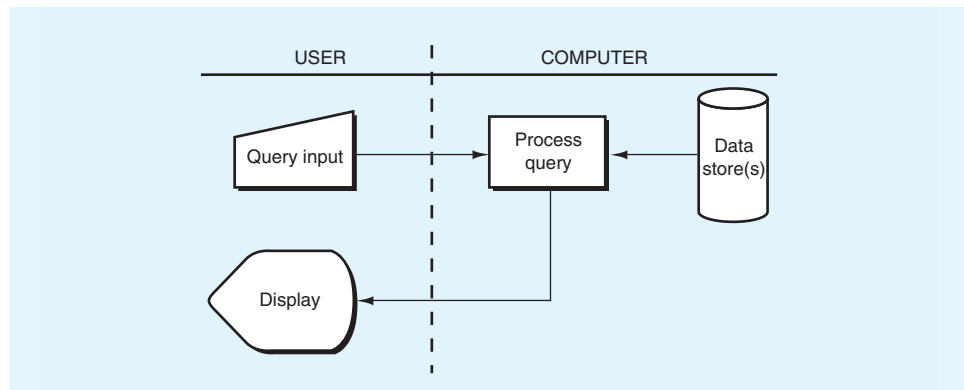 USER
COMPUTER
Query input
Process
query
Data
store(s)
Display